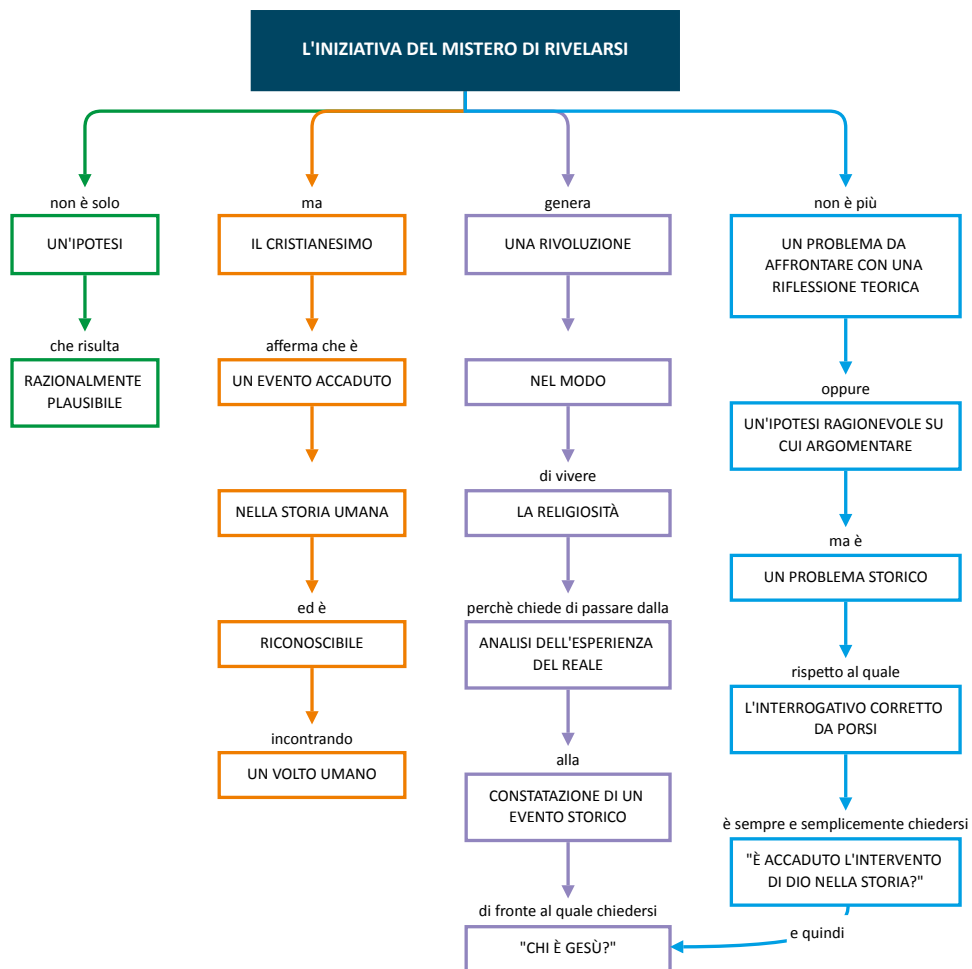 L'INIZIATIVA DEL MISTERO DI RIVELARSI
non è solo
UN'IPOTESI
che risulta
RAZIONALMENTE
PLAUSIBILE
ma
IL CRISTIANESIMO
afferma che è
UN EVENTO ACCADUTO
NELLA STORIA UMANA
ed è
RICONOSCIBILE
incontrando
UN VOLTO UMANO
genera
UNA RIVOLUZIONE
NEL MODO
di vivere
LA RELIGIOSITÀ
perchè chiede di passare dalla
ANALISI DELL'ESPERIENZA
DEL REALE
alla
CONSTATAZIONE DI UN
EVENTO STORICO
di fronte al quale chiedersi
"CHI È GESÙ?"
non è più
UN PROBLEMA DA
AFFRONTARE CON UNA
RIFLESSIONE TEORICA
oppure
UN'IPOTESI RAGIONEVOLE SU
CUI ARGOMENTARE
ma è
UN PROBLEMA STORICO
rispetto al quale
L'INTERROGATIVO CORRETTO
DA PORSI
è sempre e semplicemente chiedersi
"È ACCADUTO L'INTERVENTO
DI DIO NELLA STORIA?"
e quindi